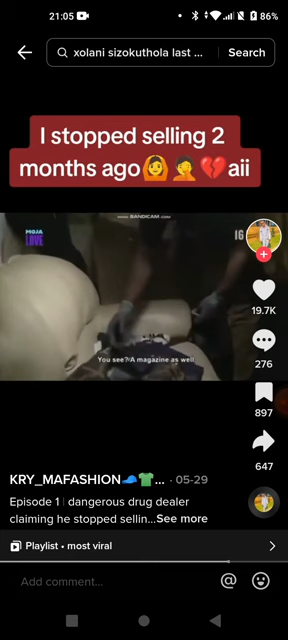 21:05
86%
xolani sizokuthola last ...
Search
I stopped selling 2
months ago🙆🤦💔aii
www.BANDICAM.com
MOJA
LOVE
IG
You see? A magazine as well
19.7K
276
897
647
KRY_MAFASHION🧢👕... · 05-29
Episode 1 | dangerous drug dealer
claiming he stopped sellin...See more
Playlist • most viral
Add comment...